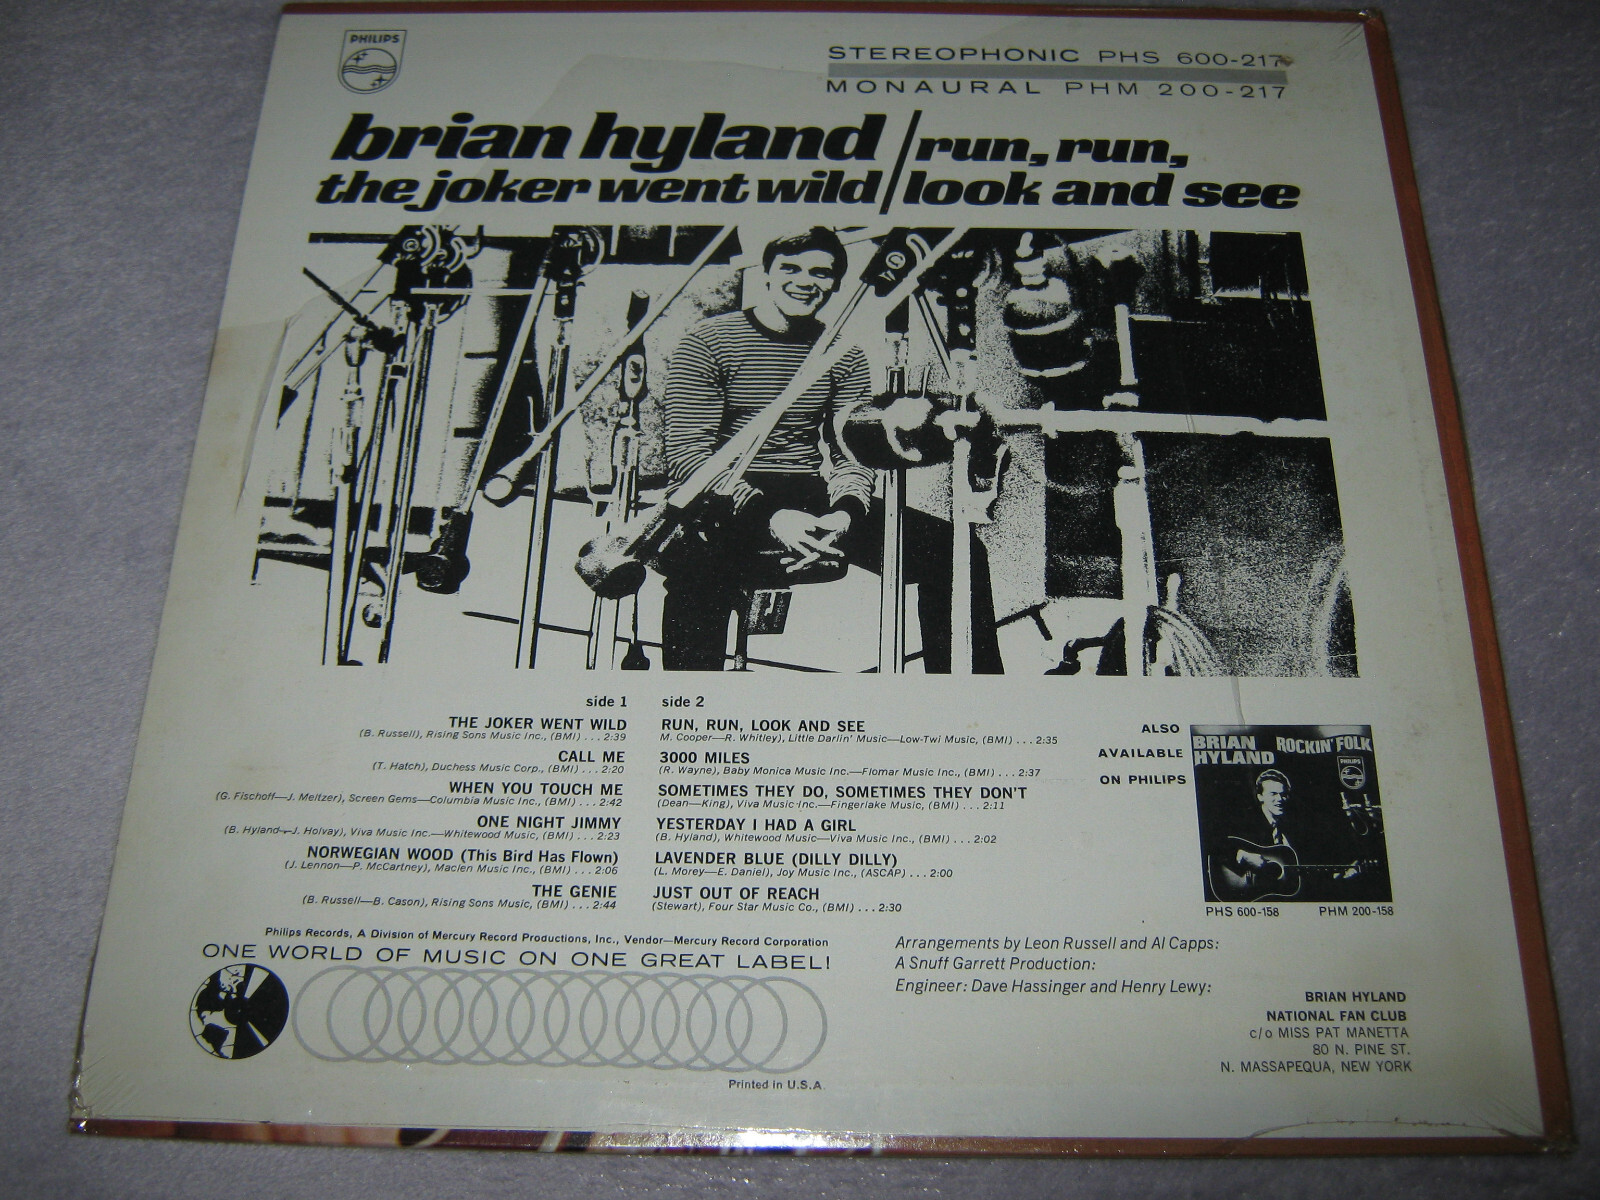 PHILIPS
STEREOPHONIC PHS 600-217
MONAURAL PHM 200-217
brian hyland / run, run,
the joker went wild / look and see
side 1
THE JOKER WENT WILD
(B. Russell), Rising Sons Music Inc., (BMI) . . . 2:39
CALL ME
(T. Hatch), Duchess Music Corp., (BMI) . . . 2:20
WHEN YOU TOUCH ME
(G. Fischoff—J. Meltzer), Screen Gems—Columbia Music Inc., (BMI) . . . 2:42
ONE NIGHT JIMMY
(B. Hyland—J. Holvay), Viva Music Inc.—Whitewood Music, (BMI) . . . 2:23
NORWEGIAN WOOD (This Bird Has Flown)
(J. Lennon—P. McCartney), Maclen Music Inc., (BMI) . . . 2:06
THE GENIE
(B. Russell—B. Cason), Rising Sons Music, (BMI) . . . 2:44
side 2
RUN, RUN, LOOK AND SEE
M. Cooper—R. Whitley), Little Darlin' Music—Low-Twi Music, (BMI) . . . 2:35
3000 MILES
(R. Wayne), Baby Monica Music Inc.—Flomar Music Inc., (BMI) . . . 2:37
SOMETIMES THEY DO, SOMETIMES THEY DON'T
(Dean—King), Viva Music Inc.—Fingerlake Music, (BMI) . . . 2:11
YESTERDAY I HAD A GIRL
(B. Hyland), Whitewood Music—Viva Music Inc., (BMI) . . . 2:02
LAVENDER BLUE (DILLY DILLY)
(L. Morey—E. Daniel), Joy Music Inc., (ASCAP) . . . 2:00
JUST OUT OF REACH
(Stewart), Four Star Music Co., (BMI) . . . 2:30
ALSO
AVAILABLE
ON PHILIPS
BRIAN HYLAND ROCKIN' FOLK
PHILIPS
PHS 600-158 PHM 200-158
Philips Records, A Division of Mercury Record Productions, Inc., Vendor—Mercury Record Corporation
ONE WORLD OF MUSIC ON ONE GREAT LABEL!
Printed in U.S.A.
Arrangements by Leon Russell and Al Capps:
A Snuff Garrett Production:
Engineer: Dave Hassinger and Henry Lewy:
BRIAN HYLAND
NATIONAL FAN CLUB
c/o MISS PAT MANETTA
80 N. PINE ST.
N. MASSAPEQUA, NEW YORK